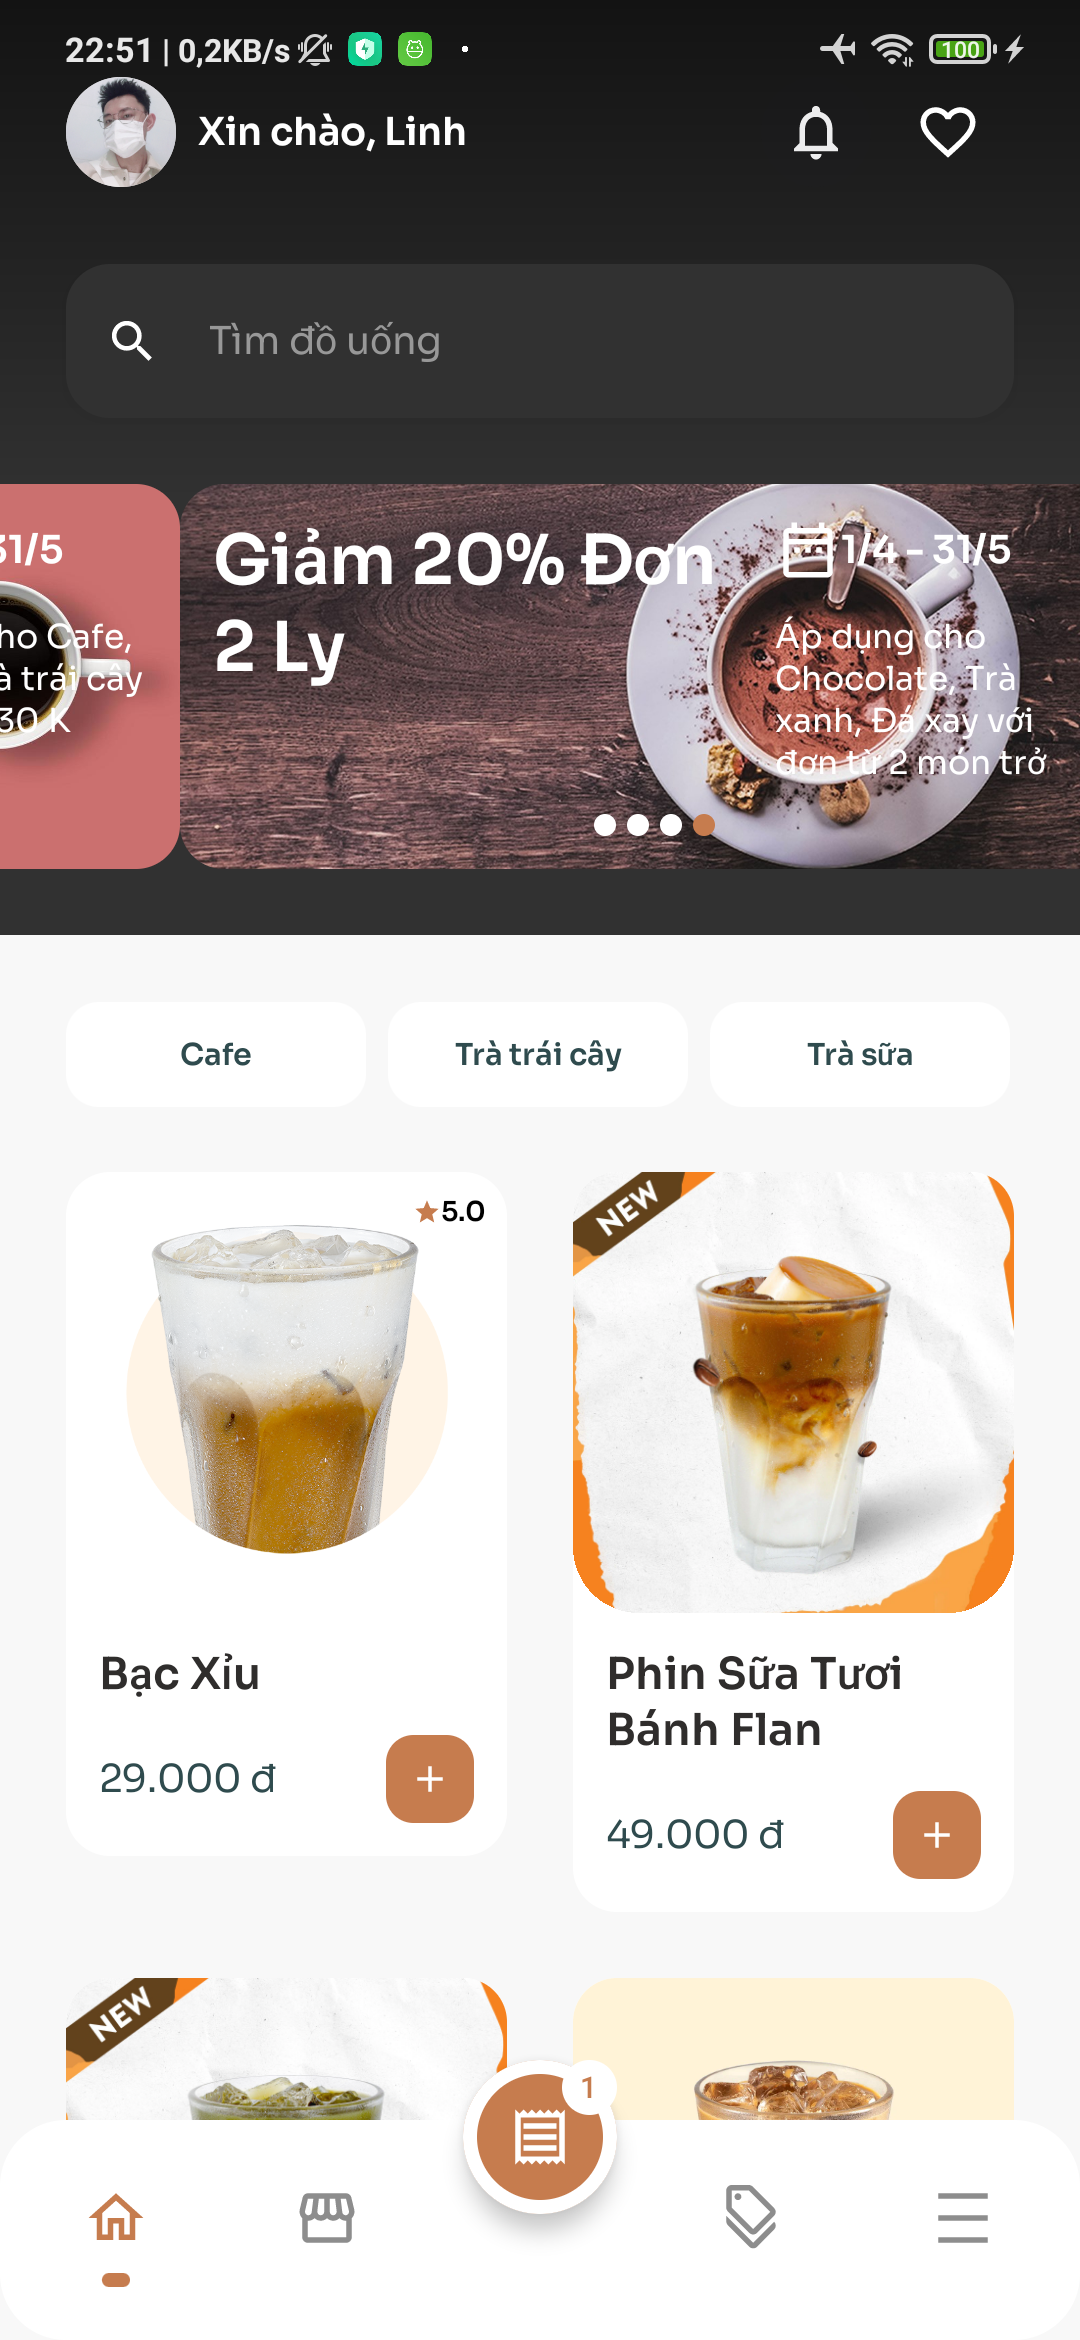 22:51 | 0,2KB/s
100
Xin chào, Linh
Tìm đồ uống
31/5
ho Cafe,
à trái cây
30 K
Giảm 20% Đơn
2 Ly
1/4 - 31/5
Áp dụng cho
Chocolate, Trà
xanh, Đá xay với
đơn từ 2 món trở
Cafe
Trà trái cây
Trà sữa
5.0
Bạc Xỉu
29.000 đ
NEW
Phin Sữa Tươi
Bánh Flan
49.000 đ
NEW
1